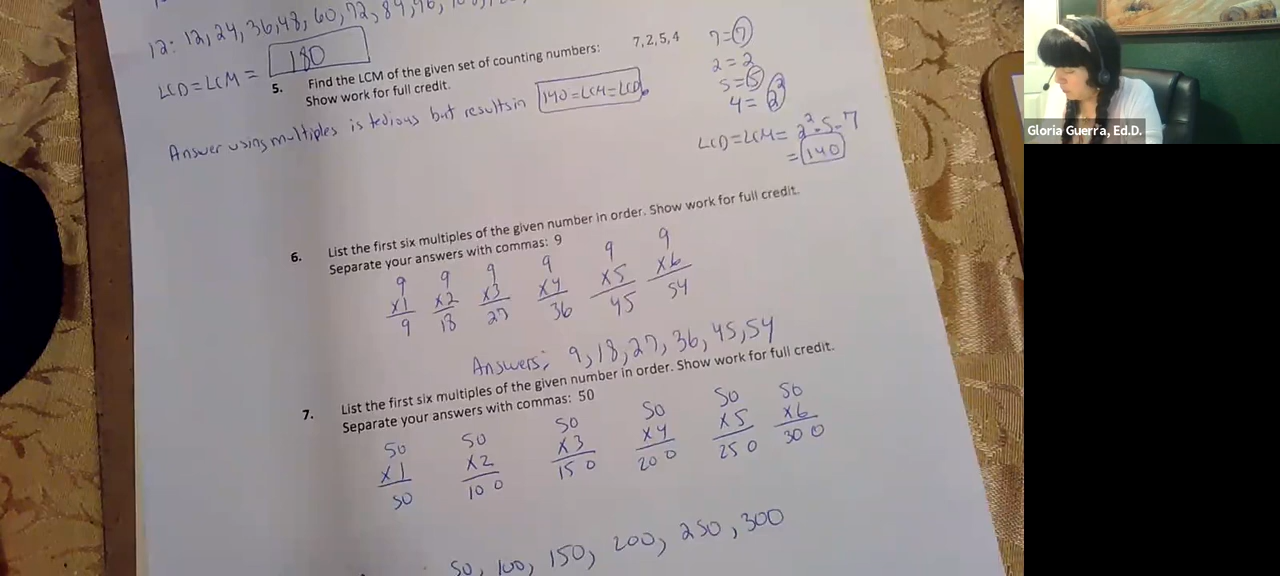 12: 12, 24, 36, 48, 60, 72, 84, 96,
LCD=LCM= 180
5. Find the LCM of the given set of counting numbers: 7,2,5,4
Show work for full credit.
Answer using multiples is tedious but results in 140=LCM=LCD
7=7
2=2
5=5
4=2²
LCD=LCM= 2²·5·7
= 140
6. List the first six multiples of the given number in order. Show work for full credit.
Separate your answers with commas: 9
9 9 9 9 9 9
x1 x2 x3 x4 x5 x6
9 18 27 36 45 54
Answers: 9, 18, 27, 36, 45, 54
7. List the first six multiples of the given number in order. Show work for full credit.
Separate your answers with commas: 50
50 50 50 50 50 50
x1 x2 x3 x4 x5 x6
50 100 150 200 250 300
50, 100, 150, 200, 250, 300
Gloria Guerra, Ed.D.